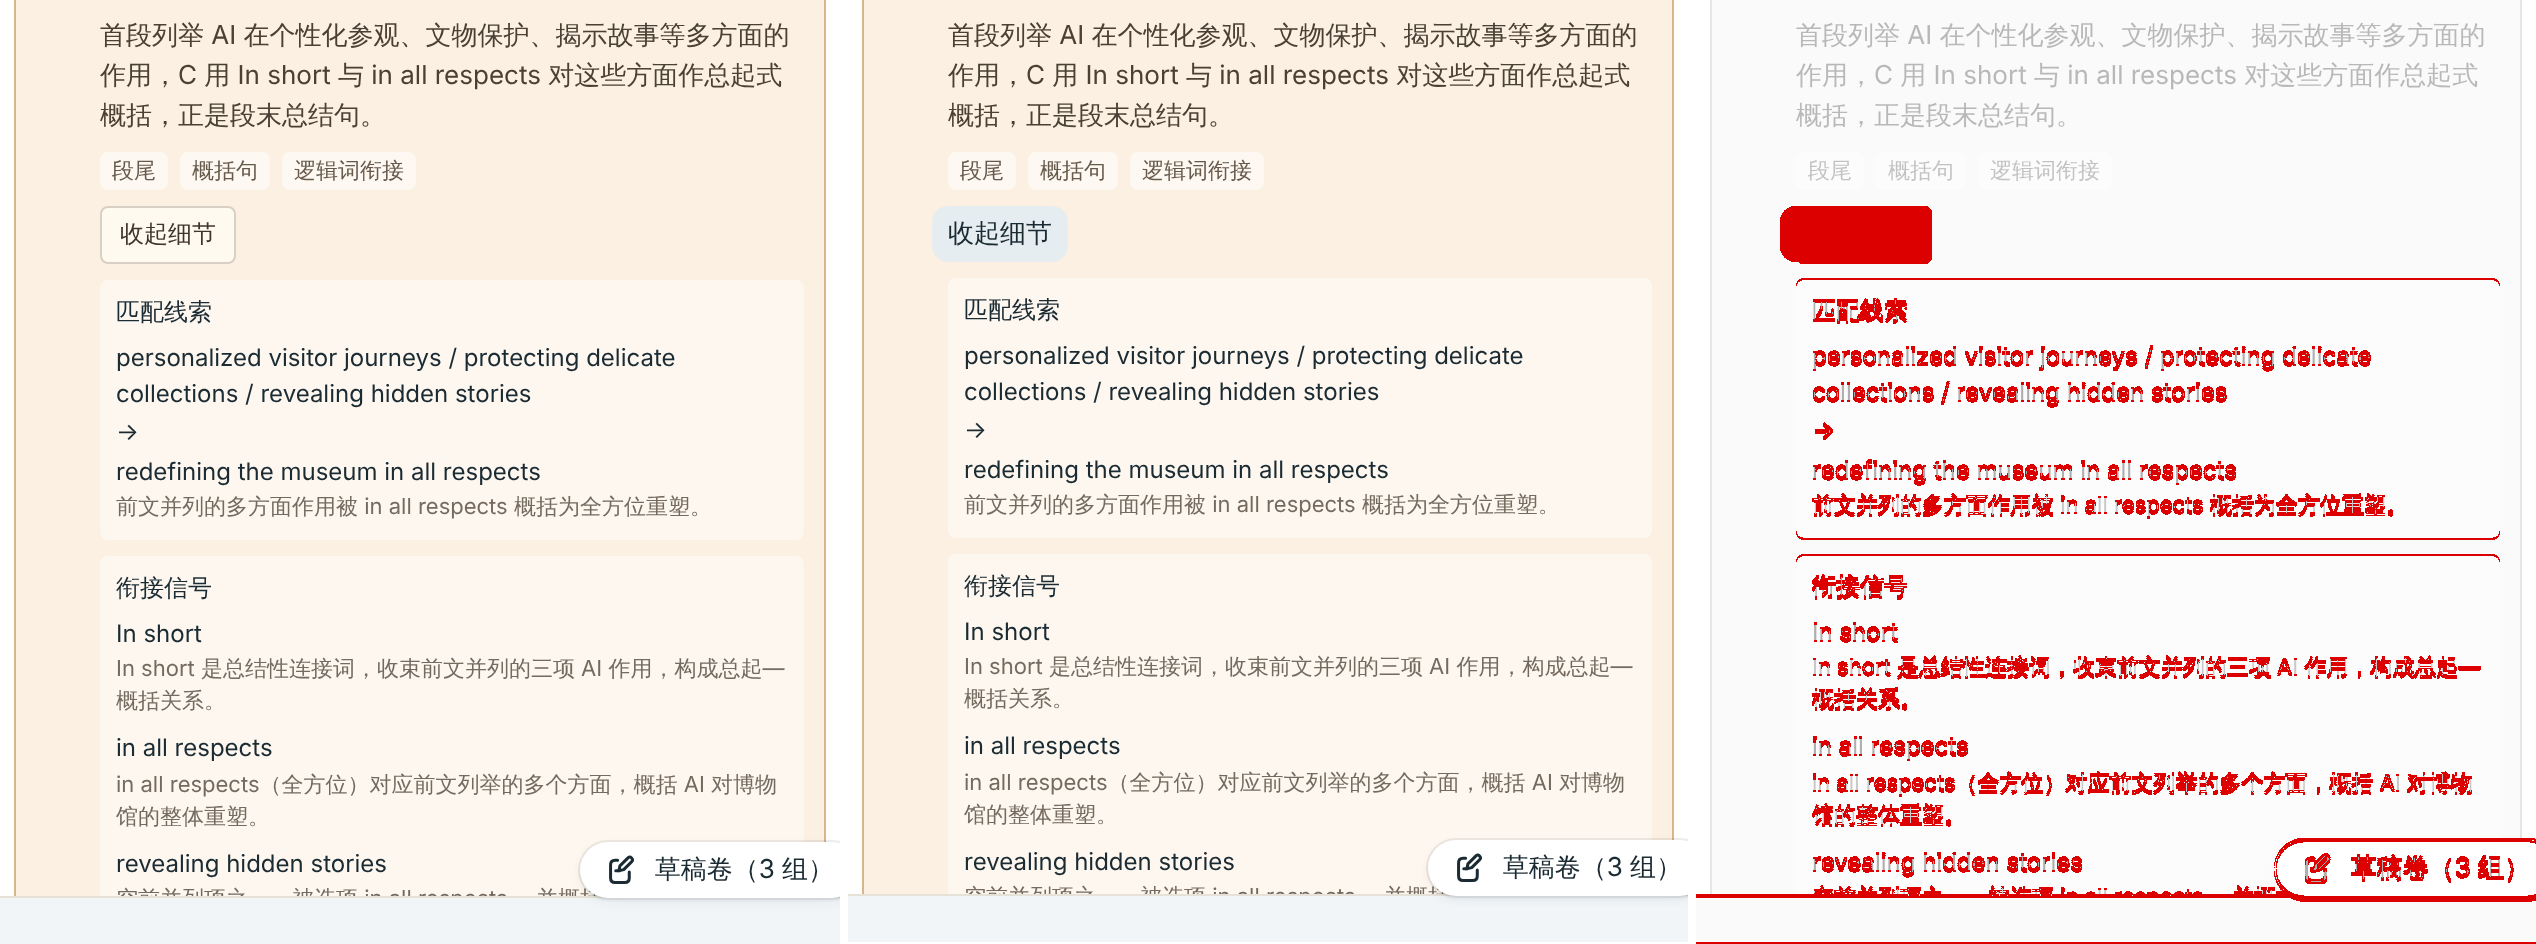 首段列举 AI 在个性化参观、文物保护、揭示故事等多方面的
作用，C 用 In short 与 in all respects 对这些方面作总起式
概括，正是段末总结句。
段尾 概括句 逻辑词衔接
收起细节
匹配线索
personalized visitor journeys / protecting delicate
collections / revealing hidden stories
→
redefining the museum in all respects
前文并列的多方面作用被 in all respects 概括为全方位重塑。
衔接信号
In short
In short 是总结性连接词，收束前文并列的三项 AI 作用，构成总起—
概括关系。
in all respects
in all respects（全方位）对应前文列举的多个方面，概括 AI 对博物
馆的整体重塑。
revealing hidden stories
草稿卷（3 组）
首段列举 AI 在个性化参观、文物保护、揭示故事等多方面的
作用，C 用 In short 与 in all respects 对这些方面作总起式
概括，正是段末总结句。
段尾 概括句 逻辑词衔接
收起细节
匹配线索
personalized visitor journeys / protecting delicate
collections / revealing hidden stories
→
redefining the museum in all respects
前文并列的多方面作用被 in all respects 概括为全方位重塑。
衔接信号
In short
In short 是总结性连接词，收束前文并列的三项 AI 作用，构成总起—
概括关系。
in all respects
in all respects（全方位）对应前文列举的多个方面，概括 AI 对博物
馆的整体重塑。
revealing hidden stories
草稿卷（3 组）
首段列举 AI 在个性化参观、文物保护、揭示故事等多方面的
作用，C 用 In short 与 in all respects 对这些方面作总起式
概括，正是段末总结句。
段尾 概括句 逻辑词衔接
匹配线索
personalized visitor journeys / protecting delicate
collections / revealing hidden stories
→
redefining the museum in all respects
前文并列的多方面作用被 in all respects 概括为全方位重塑。
衔接信号
In short
In short 是总结性连接词，收束前文并列的三项 AI 作用，构成总起—
概括关系。
in all respects
in all respects（全方位）对应前文列举的多个方面，概括 AI 对博物
馆的整体重塑。
revealing hidden stories
草稿卷（3 组）